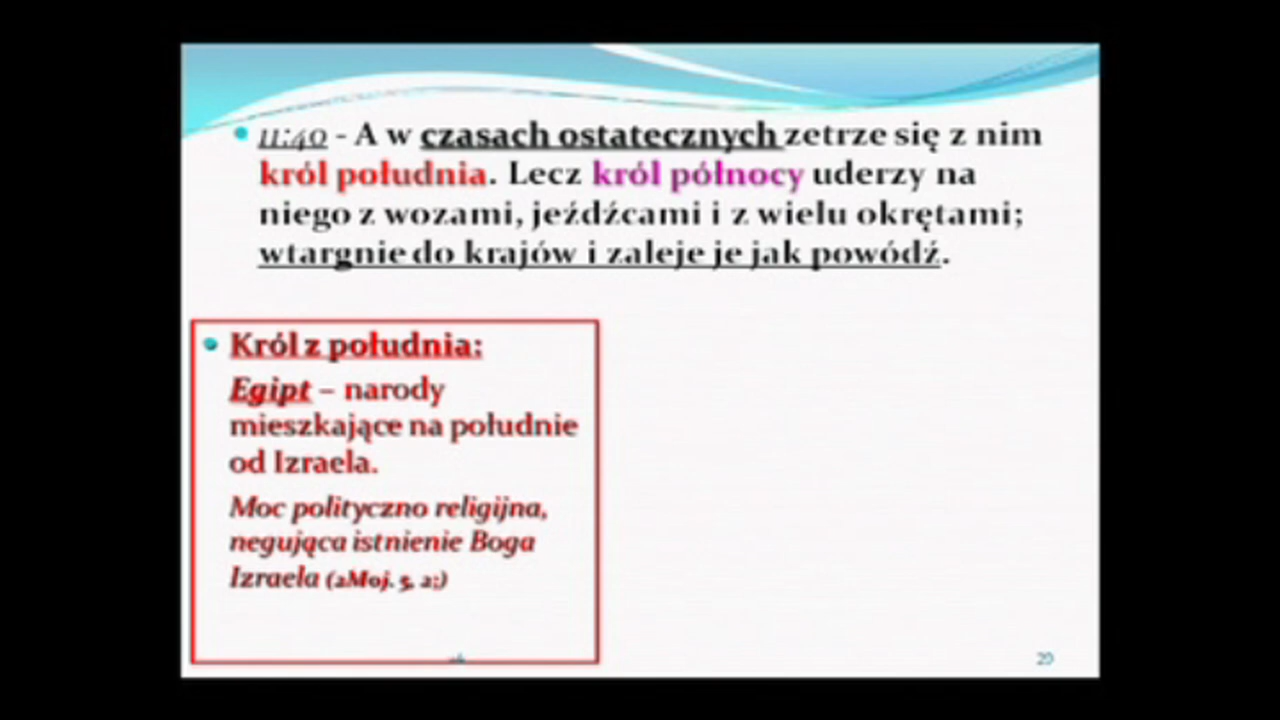 11:40 - A w czasach ostatecznych zetrze się z nim
król południa. Lecz król północy uderzy na
niego z wozami, jeźdźcami i z wielu okrętami;
wtargnie do krajów i zaleje je jak powódź.
Król z południa:
Egipt – narody
mieszkające na południe
od Izraela.
Moc polityczno religijna,
negująca istnienie Boga
Izraela (2Moj. 5, 2;)